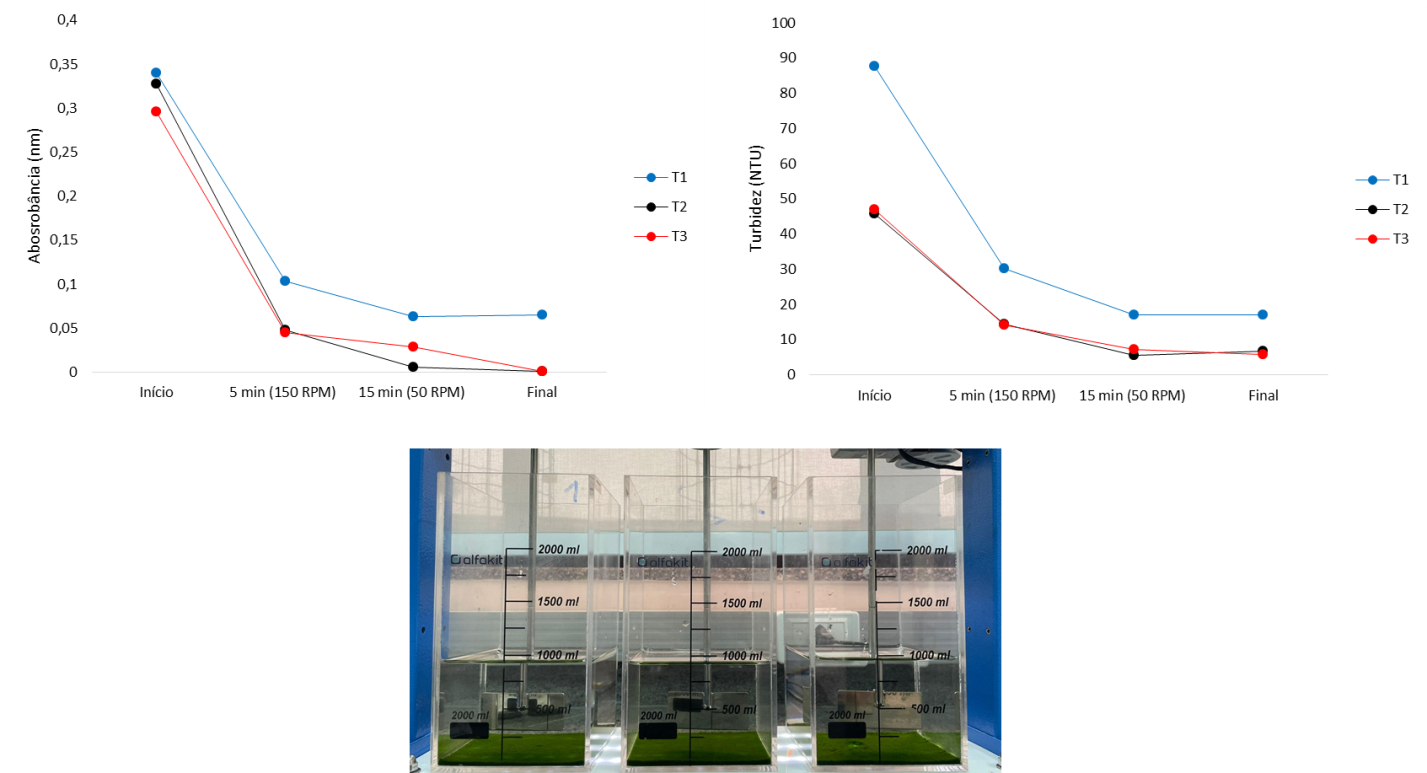 0,4
0,35
0,3
0,25
0,2
0,15
0,1
0,05
0
Abosrobância (nm)
Início
5 min (150 RPM)
15 min (50 RPM)
Final
T1
T2
T3
100
90
80
70
60
50
40
30
20
10
0
Turbidez (NTU)
Início
5 min (150 RPM)
15 min (50 RPM)
Final
T1
T2
T3
1
alfakit
2000 ml
1500 ml
1000 ml
500 ml
2000 ml
alfakit
2000 ml
1500 ml
1000 ml
500 ml
2000 ml
alfakit
2000 ml
1500 ml
1000 ml
500 ml
2000 ml